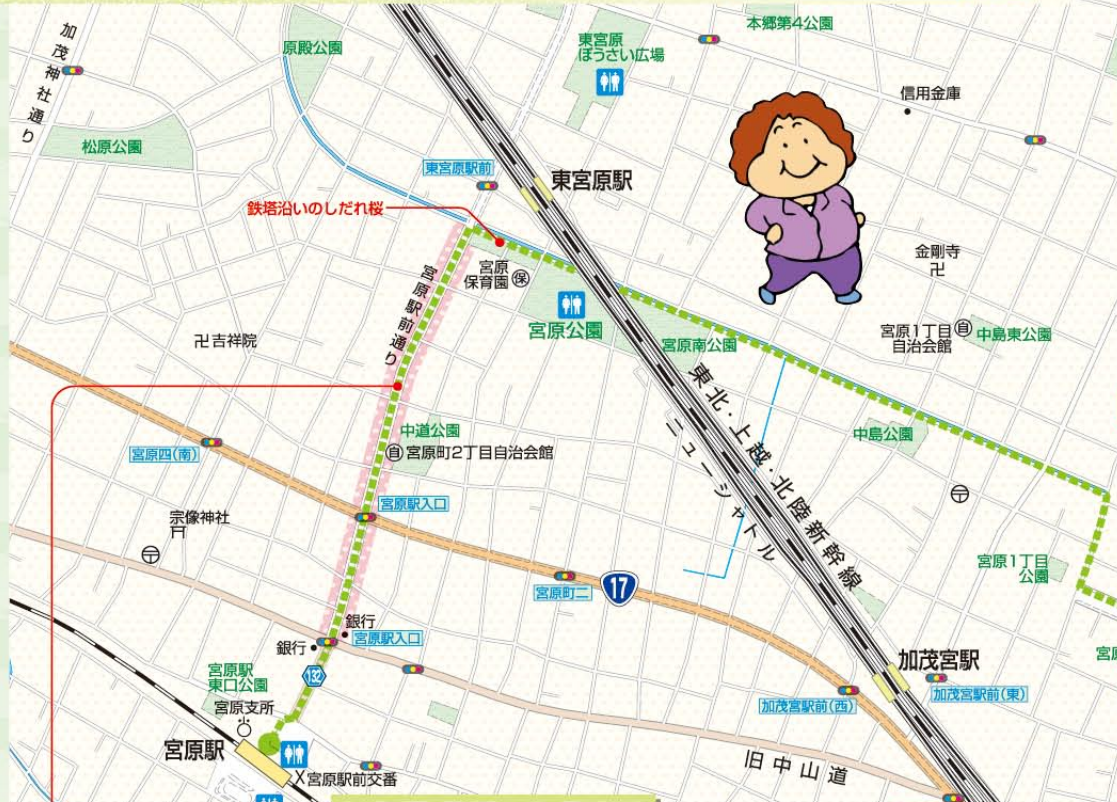 加茂神社通り
原殿公園
東宮原
ぼうさい広場
本郷第4公園
信用金庫
松原公園
東宮原駅前
東宮原駅
鉄塔沿いのしだれ桜
宮原
保育園 保
宮原駅前通り
宮原公園
宮原南公園
金剛寺
卍
宮原1丁目 自
自治会館
中島東公園
卍吉祥院
東北・上越・北陸新幹線
ニューシャトル
中道公園
自 宮原町2丁目自治会館
中島公園
宮原四(南)
宮原駅入口
宗像神社
〒
宮原町二
17
宮原1丁目
公園
銀行
銀行
宮原駅入口
132
宮原駅
東口公園
宮原支所
宮原駅
X宮原駅前交番
加茂宮駅
加茂宮駅前(東)
加茂宮駅前(西)
旧中山道
〒